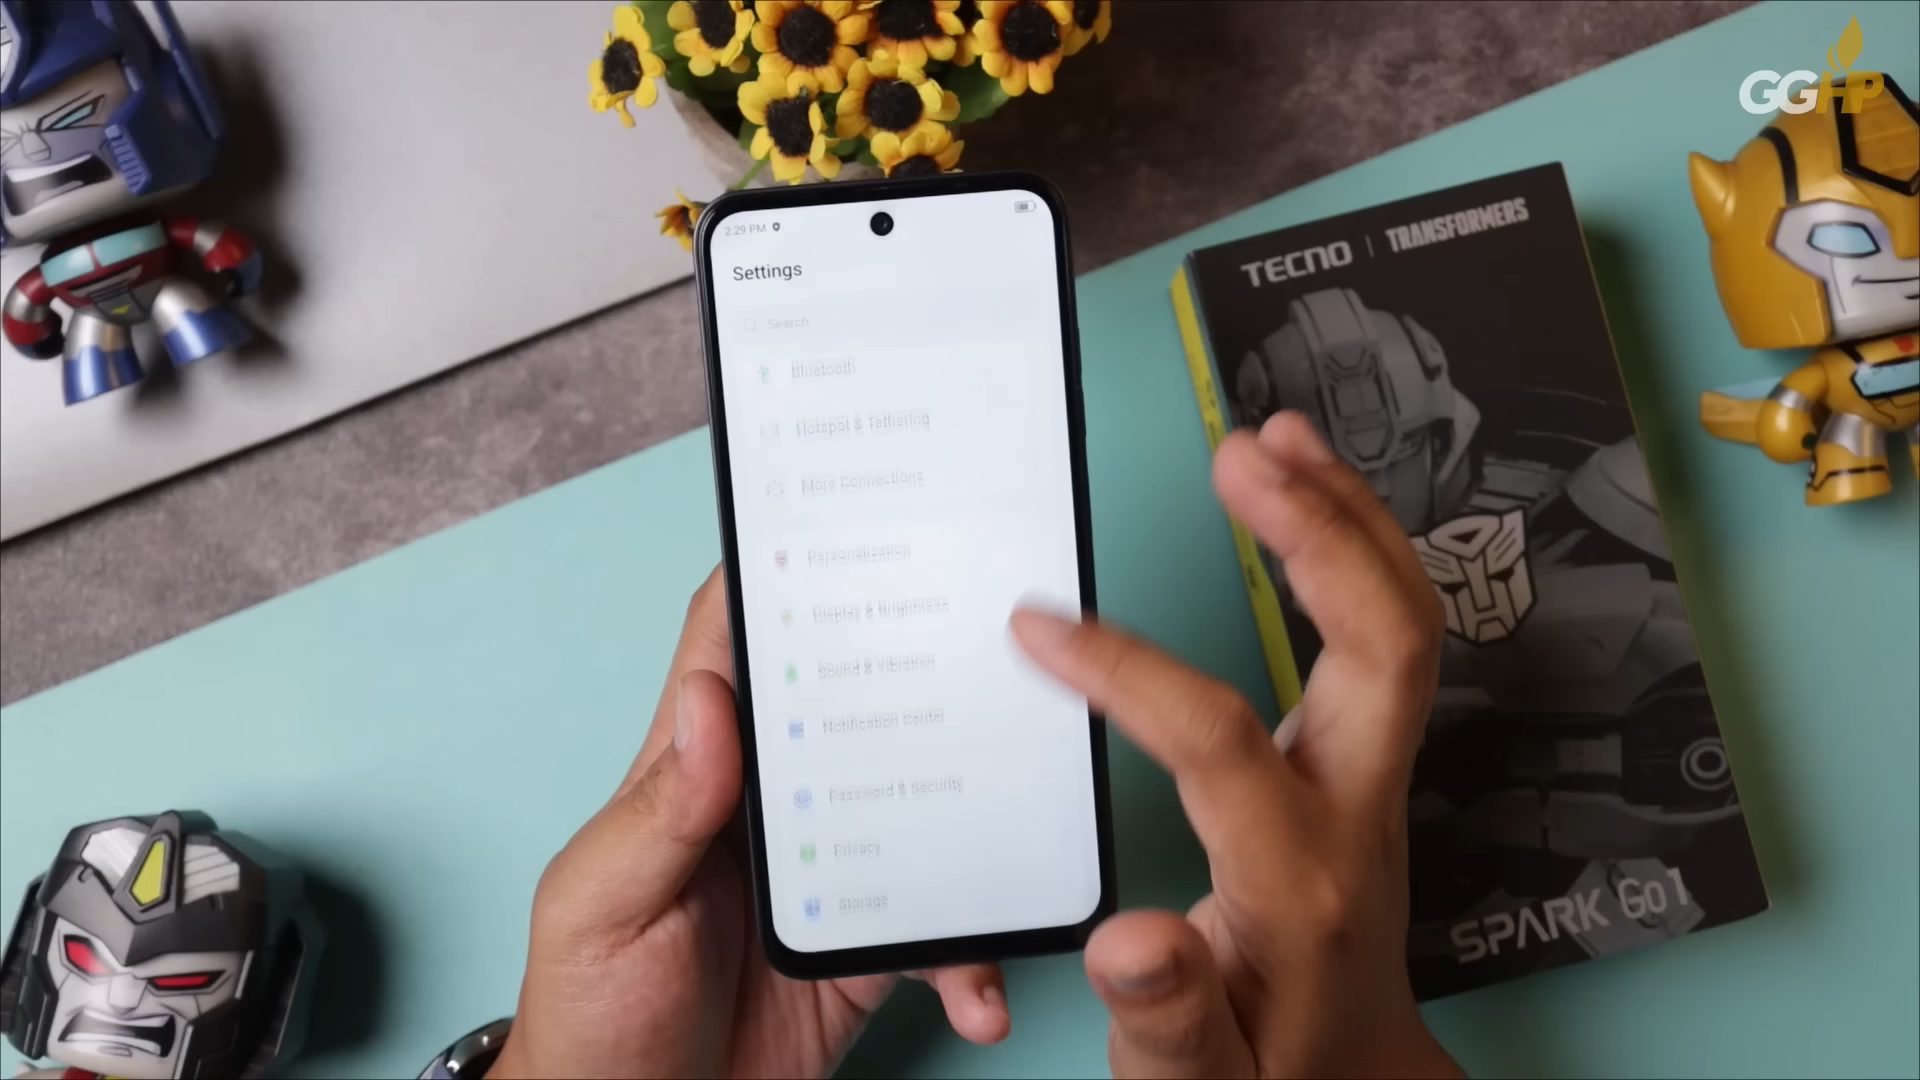 GGHP
TECNO | TRANSFORMERS
2:29 PM
Settings
Search
Bluetooth
Hotspot & Tethering
More Connections
Personalization
Display & Brightness
Sound & Vibration
Notification Center
Password & Security
Privacy
Storage
SPARK Go 1